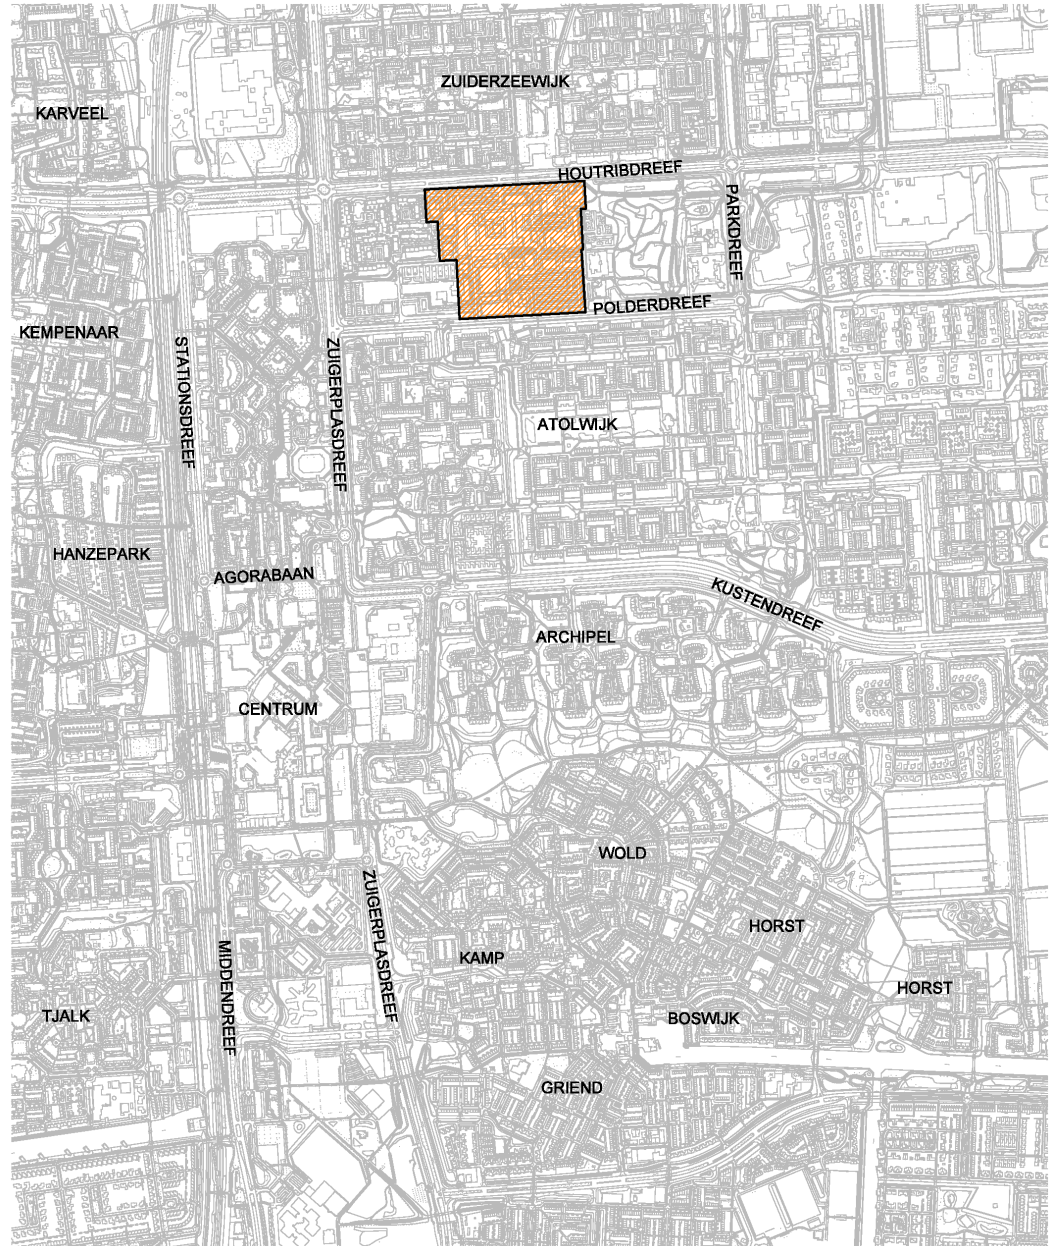 ZUIDERZEEWIJK
KARVEEL
HOUTRIBDREEF
PARKDREEF
POLDERDREEF
KEMPENAAR
STATIONSDREEF
ZUIGERPLASDREEF
ATOLWIJK
HANZEPARK
AGORABAAN
KUSTENDREEF
ARCHIPEL
CENTRUM
WOLD
ZUIGERPLASDREEF
HORST
MIDDENDREEF
KAMP
HORST
TJALK
BOSWIJK
GRIEND